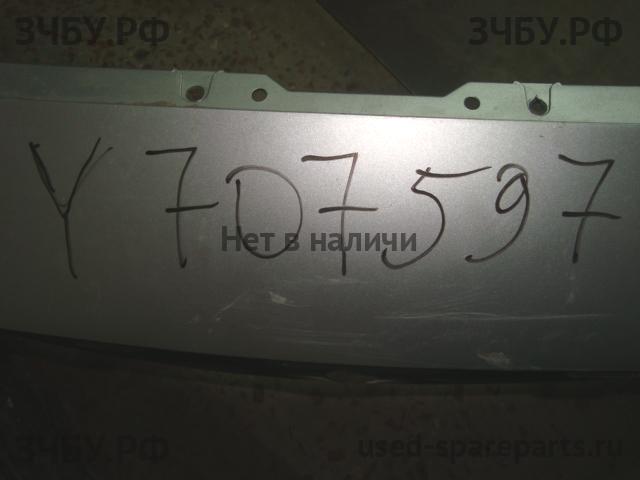 ЗЧБУ.РФ ЗЧБУ.РФ
Y707597
Нет в наличи
ЗЧБУ.РФ used-spareparts.ru